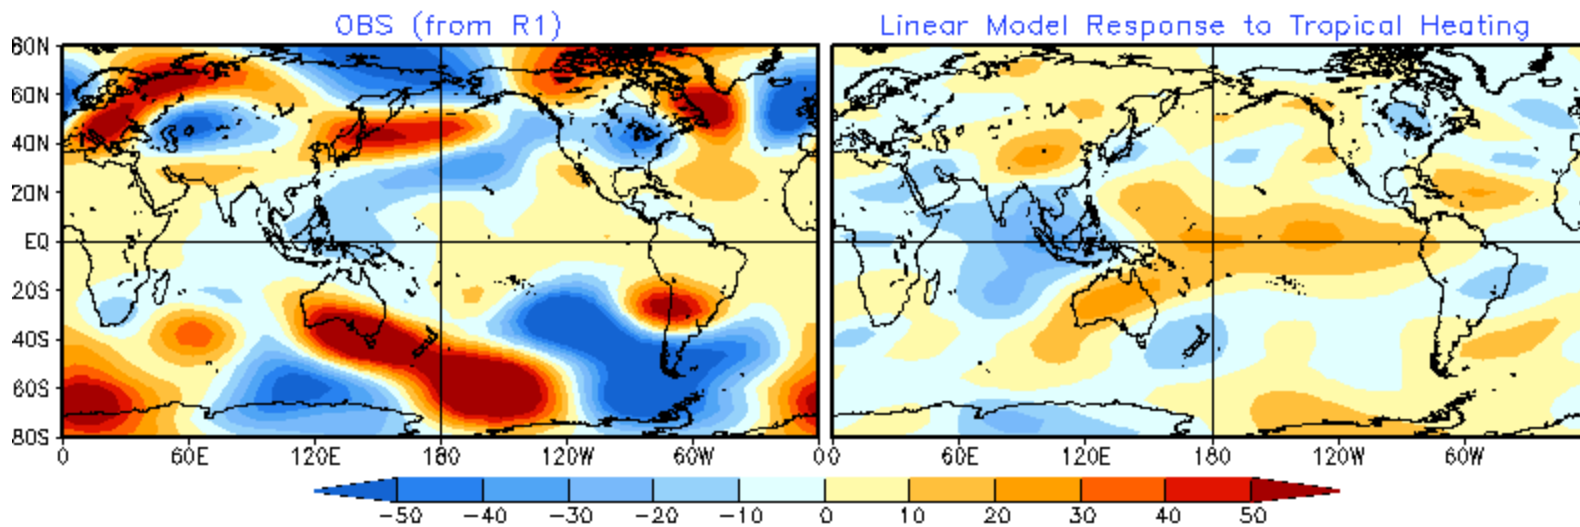 OBS (from R1)
Linear Model Response to Tropical Heating
80N
60N
40N
20N
EQ
20S
40S
60S
80S
0 60E 120E 180 120W 60W 0
0 60E 120E 180 120W 60W
-50 -40 -30 -20 -10 0 10 20 30 40 50